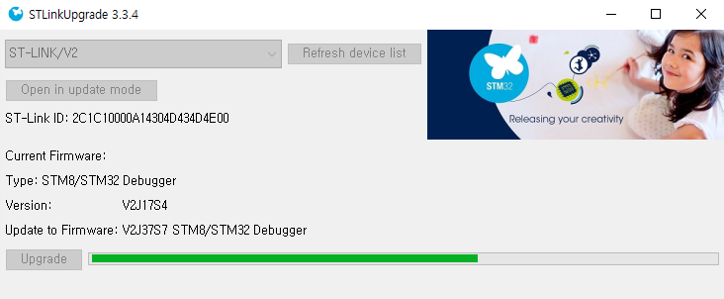 STLinkUpgrade 3.3.4
ST-LINK/V2
Refresh device list
Open in update mode
STM32
Releasing your creativity
ST-Link ID: 2C1C10000A14304D434D4E00
Current Firmware:
Type: STM8/STM32 Debugger
Version: V2J17S4
Update to Firmware: V2J37S7 STM8/STM32 Debugger
Upgrade